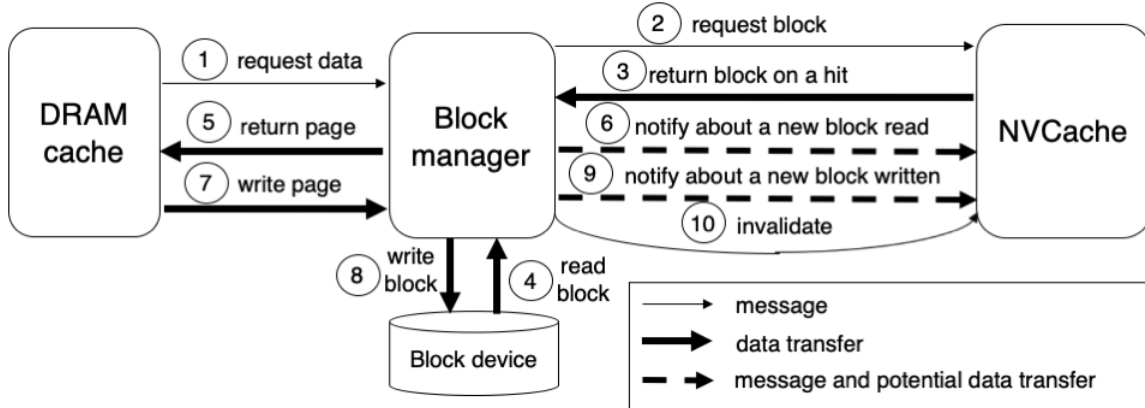 DRAM
cache
1 request data
5 return page
7 write page
Block
manager
2 request block
3 return block on a hit
6 notify about a new block read
9 notify about a new block written
10 invalidate
NVCache
8 write
block
4 read
block
Block device
message
data transfer
message and potential data transfer